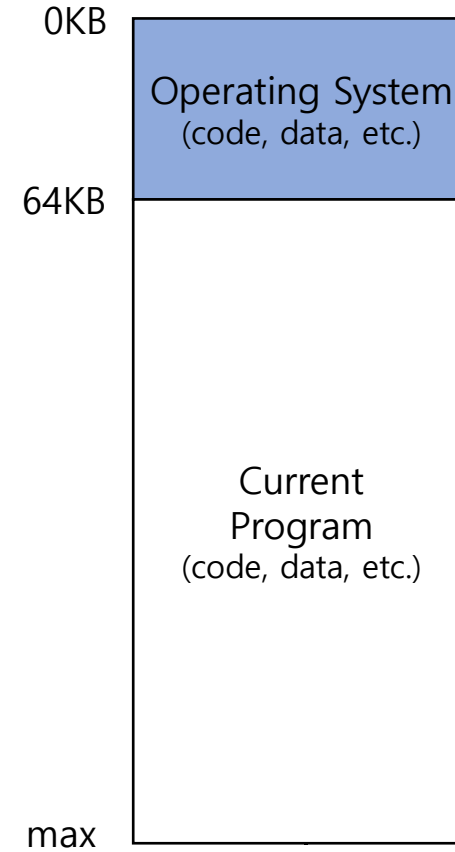 0KB
Operating System
(code, data, etc.)
64KB
Current
Program
(code, data, etc.)
max